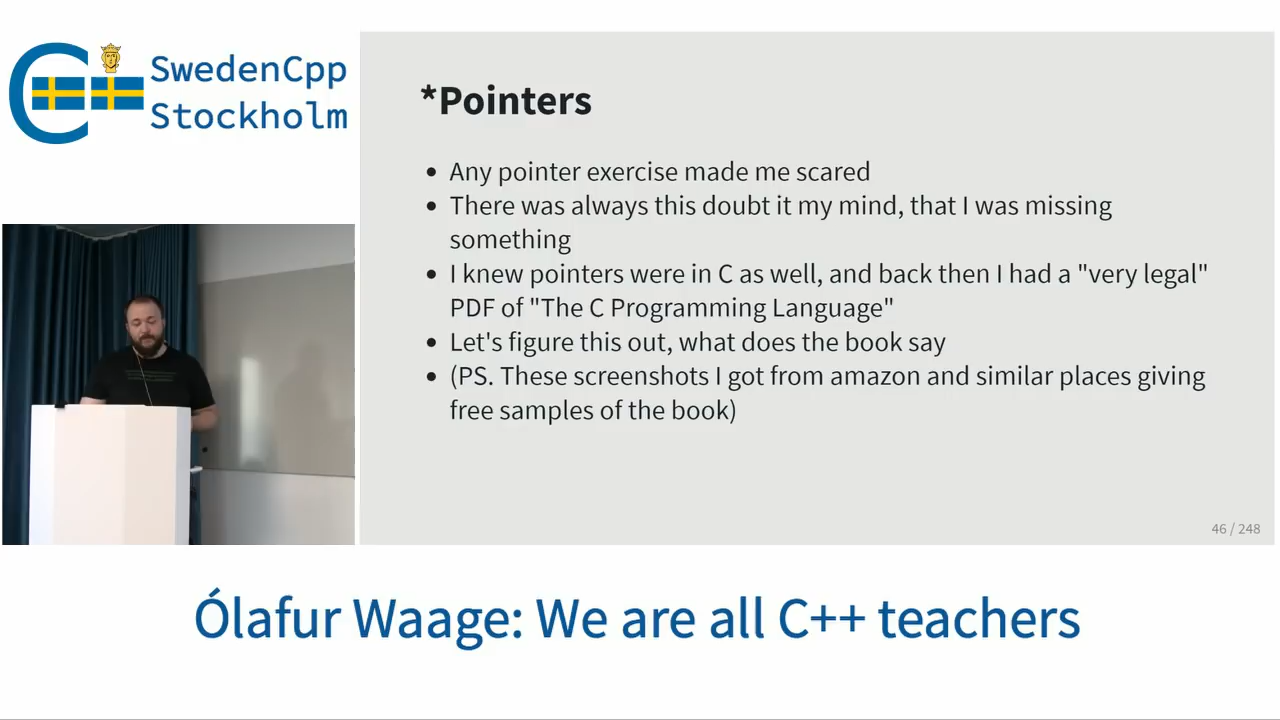 SwedenCpp
Stockholm
*Pointers
• Any pointer exercise made me scared
• There was always this doubt it my mind, that I was missing
something
• I knew pointers were in C as well, and back then I had a "very legal"
PDF of "The C Programming Language"
• Let's figure this out, what does the book say
• (PS. These screenshots I got from amazon and similar places giving
free samples of the book)
46 / 248
Ólafur Waage: We are all C++ teachers